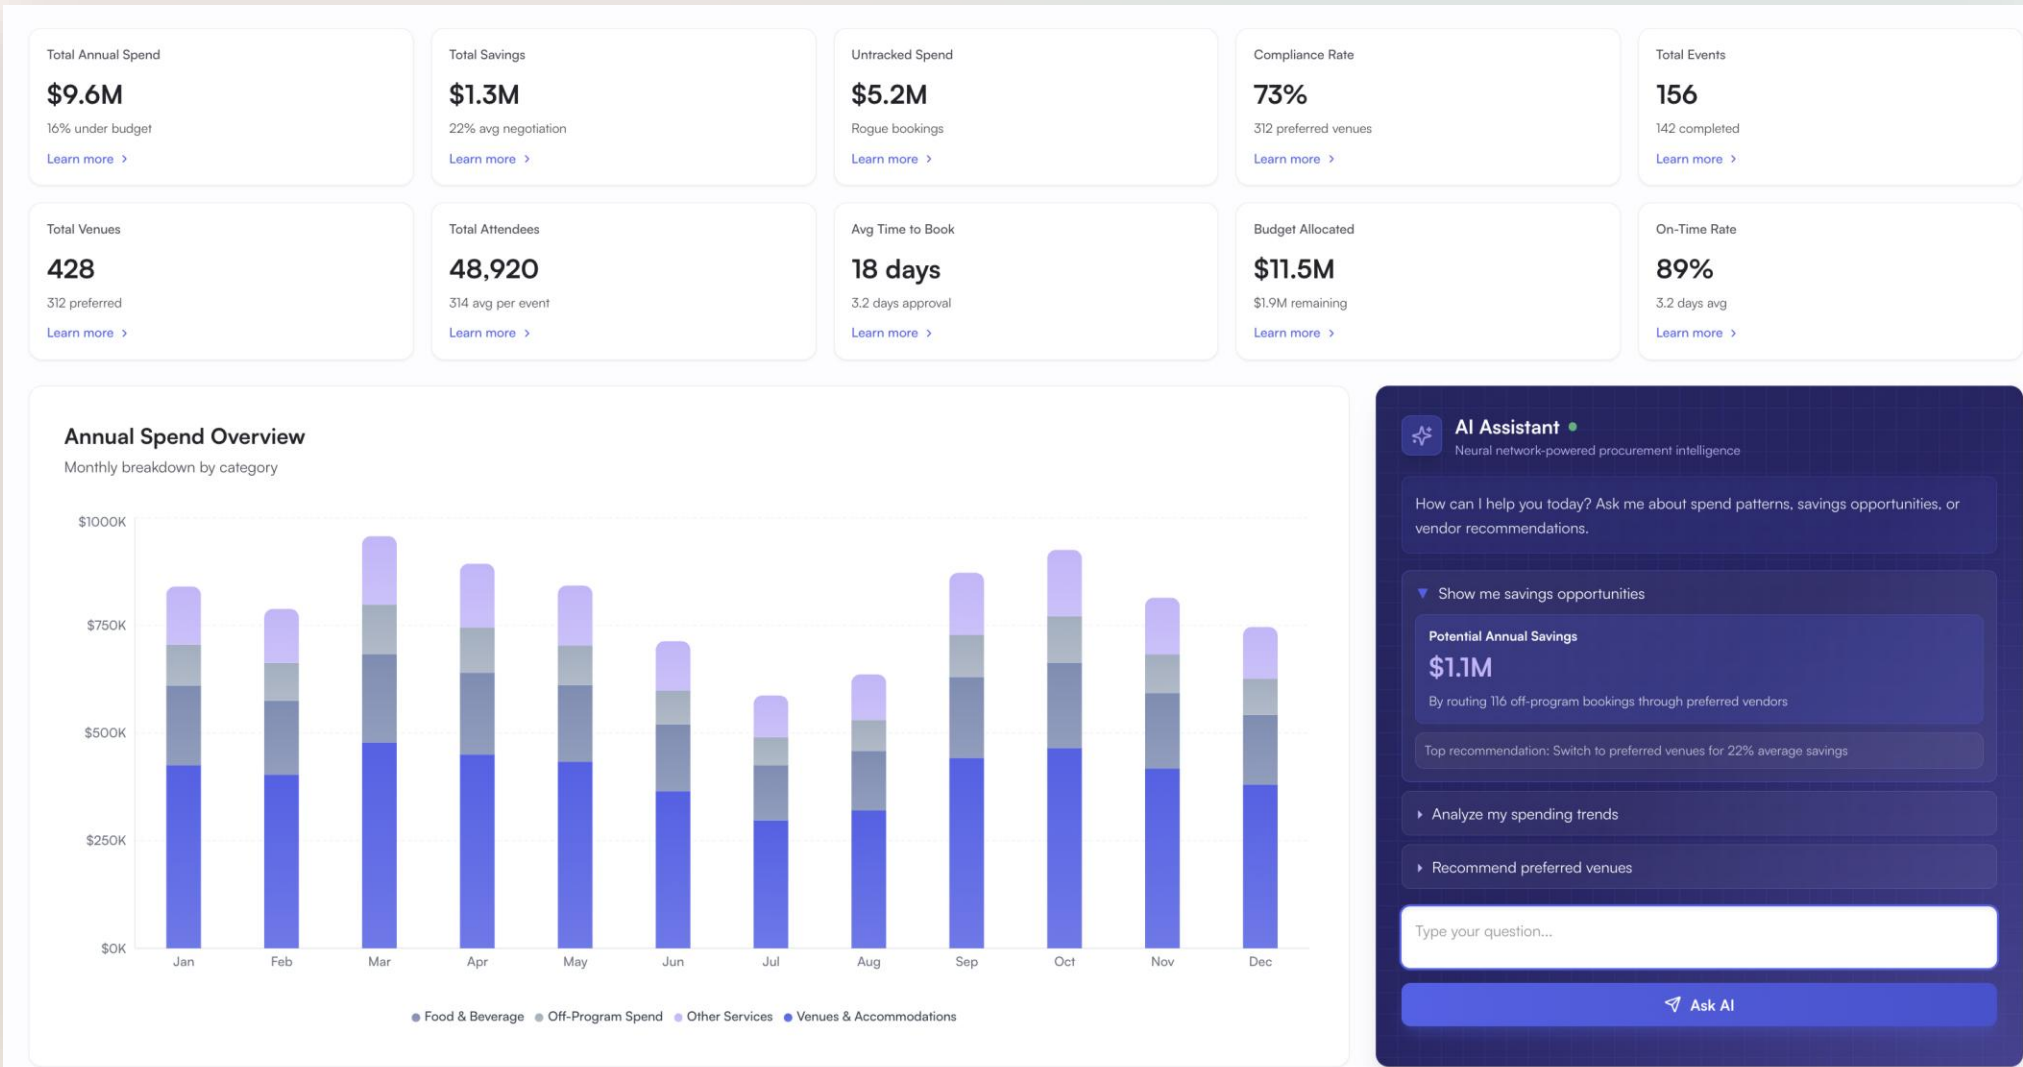 Total Annual Spend
$9.6M
16% under budget
Learn more
Total Savings
$1.3M
22% avg negotiation
Learn more
Untracked Spend
$5.2M
Rogue bookings
Learn more
Compliance Rate
73%
312 preferred venues
Learn more
Total Events
156
142 completed
Learn more
Total Venues
428
312 preferred
Learn more
Total Attendees
48,920
314 avg per event
Learn more
Avg Time to Book
18 days
3.2 days approval
Learn more
Budget Allocated
$11.5M
$1.9M remaining
Learn more
On-Time Rate
89%
3.2 days avg
Learn more
Annual Spend Overview
Monthly breakdown by category
$1000K
$750K
$500K
$250K
$0K
Jan Feb Mar Apr May Jun Jul Aug Sep Oct Nov Dec
Food & Beverage Off-Program Spend Other Services Venues & Accommodations
AI Assistant
Neural network-powered procurement intelligence
How can I help you today? Ask me about spend patterns, savings opportunities, or
vendor recommendations.
Show me savings opportunities
Potential Annual Savings
$1.1M
By routing 116 off-program bookings through preferred vendors
Top recommendation: Switch to preferred venues for 22% average savings
Analyze my spending trends
Recommend preferred venues
Type your question...
Ask AI